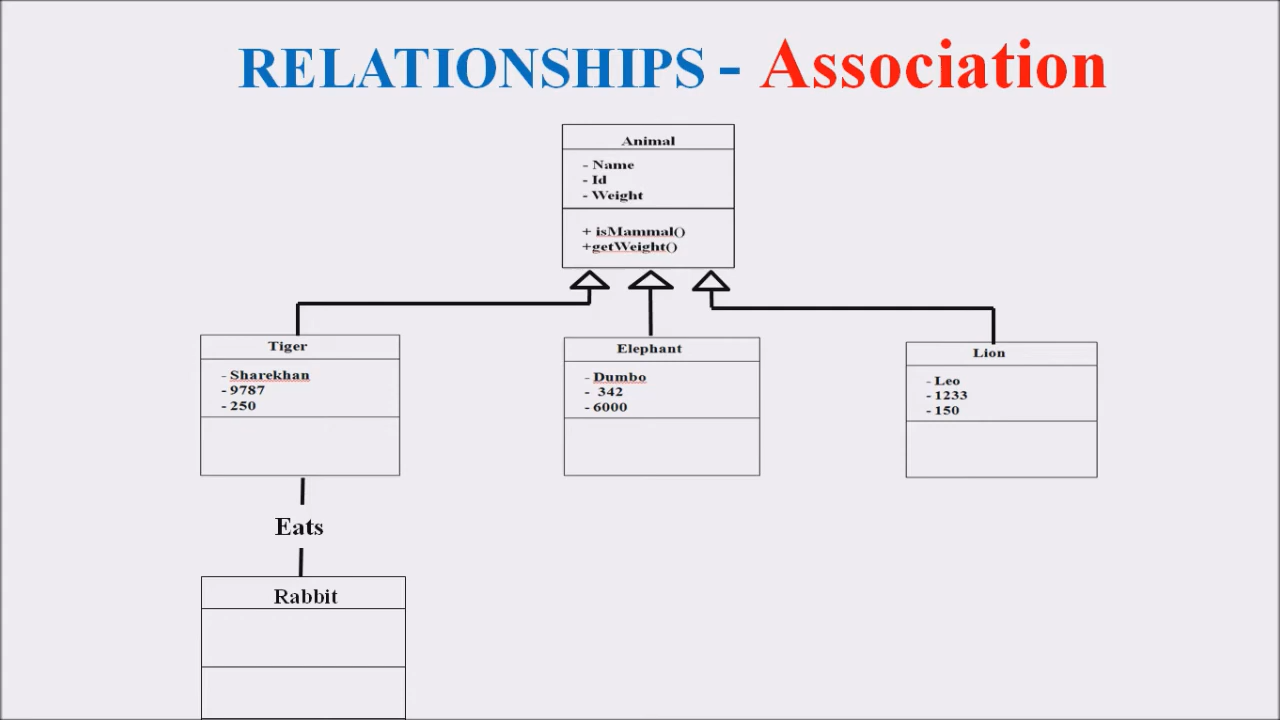 RELATIONSHIPS - Association
Animal
- Name
- Id
- Weight
+ isMammal()
+getWeight()
Tiger
- Sharekhan
- 9787
- 250
Elephant
- Dumbo
- 342
- 6000
Lion
- Leo
- 1233
- 150
Eats
Rabbit